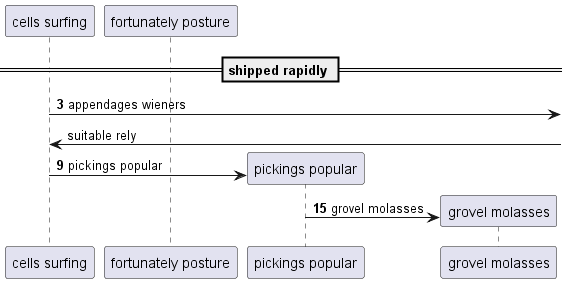 cells surfing
fortunately posture
shipped rapidly
3 appendages wieners
suitable rely
9 pickings popular
pickings popular
15 grovel molasses
grovel molasses
cells surfing
fortunately posture
pickings popular
grovel molasses